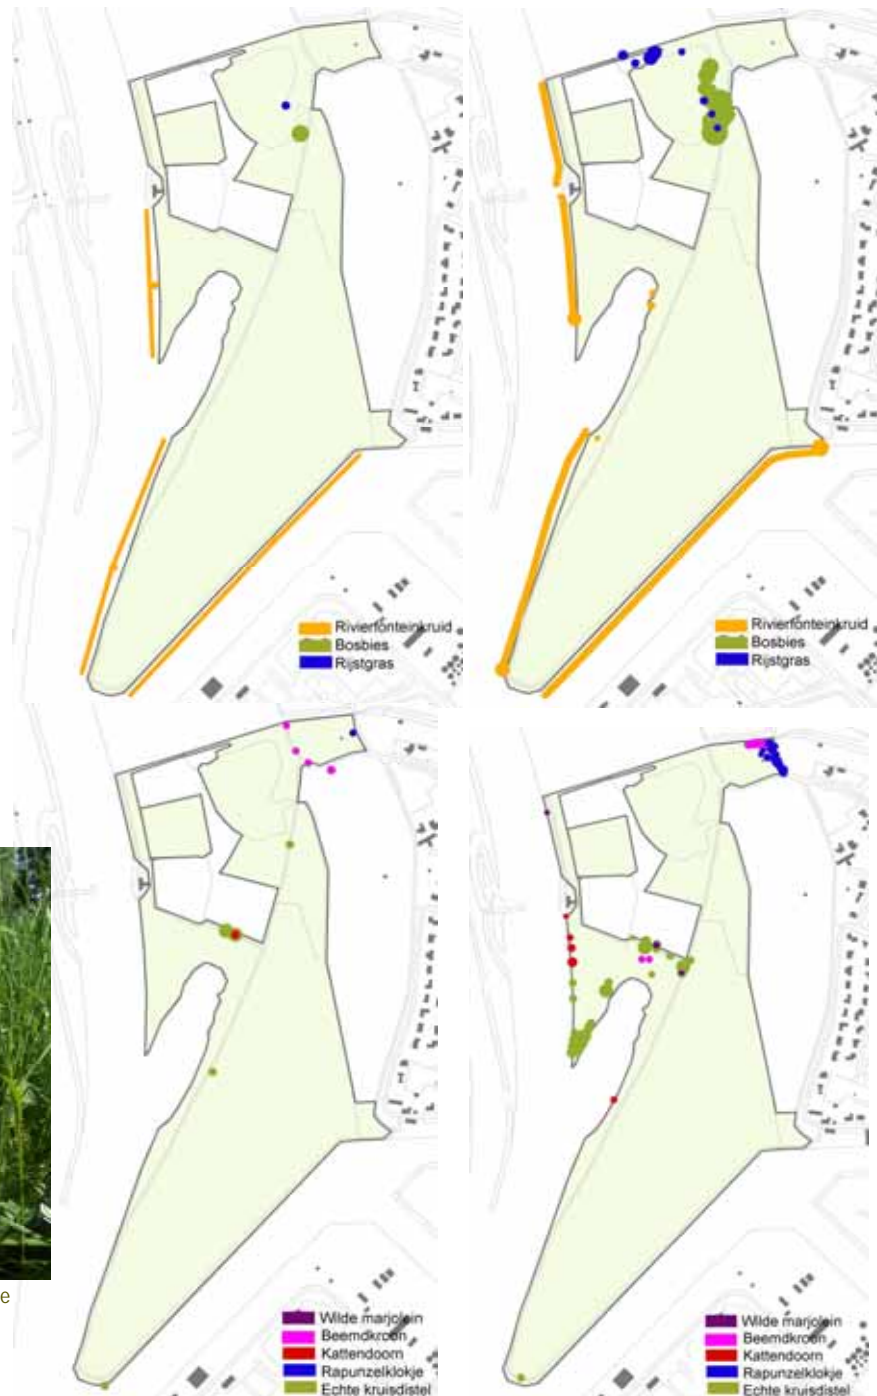 Rivierfonteinkruid
Bosbies
Rijstgras
Rivierfonteinkruid
Bosbies
Rijstgras
e
Wilde marjolein
Beemdkroon
Kattendoorn
Rapunzelklokje
Echte kruisdistel
Wilde marjolein
Beemdkroon
Kattendoorn
Rapunzelklokje
Echte kruisdistel